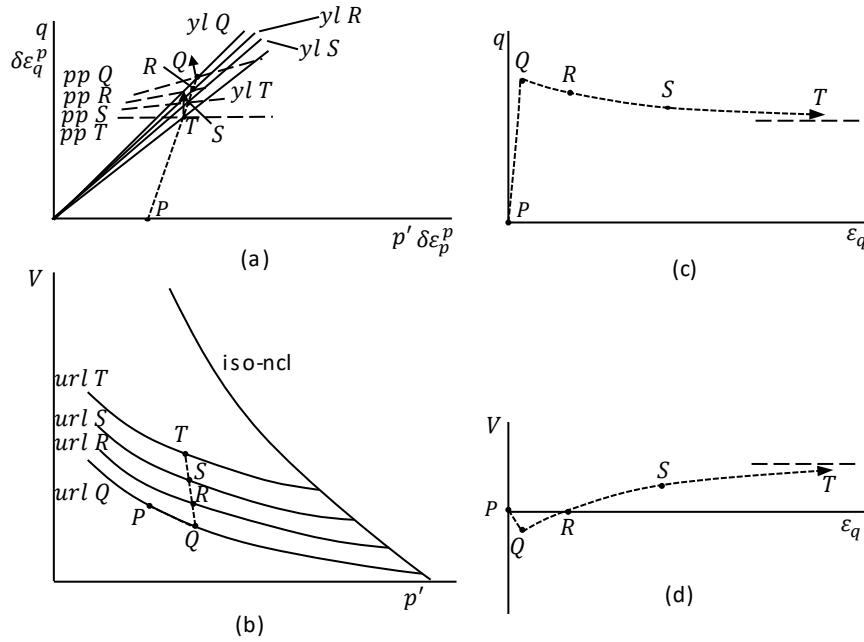 q
δε_q^p
yl Q
yl R
yl S
R
Q
pp Q
pp R
pp S
pp T
yl T
T
S
P
p′ δε_p^p
(a)
q
Q
R
S
T
P
ε_q
(c)
V
iso-ncl
url T
url S
url R
url Q
T
S
R
P
Q
p′
(b)
V
S
T
P
Q
R
ε_q
(d)